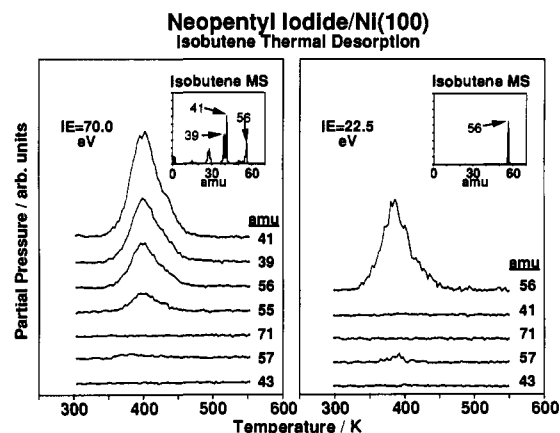 Neopentyl Iodide/Ni(100)
Isobutene Thermal Desorption
Partial Pressure / arb. units
IE=70.0
eV
Isobutene MS
41
39
56
30
60
amu
amu
41
39
56
55
71
57
43
300
400
500
600
IE=22.5
eV
Isobutene MS
56
0
30
60
amu
amu
56
41
71
57
43
300
400
500
600
Temperature / K